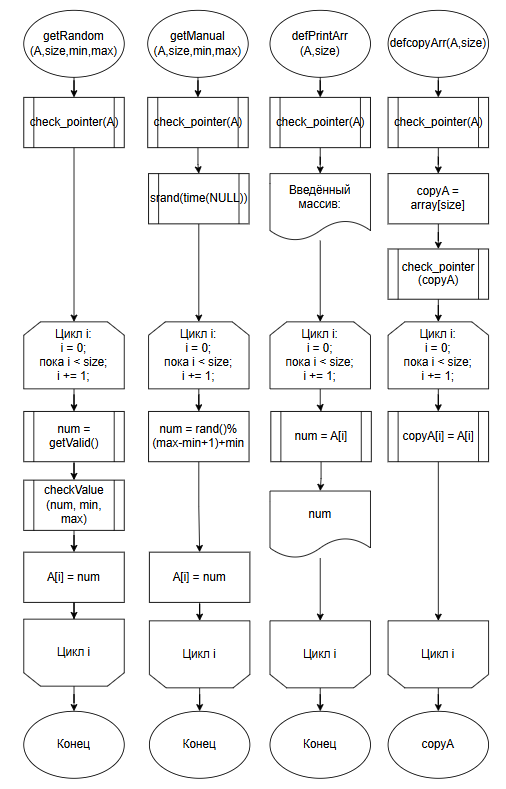 getRandom
(A,size,min,max)
check_pointer(A)
Цикл i:
i = 0;
пока i < size;
i += 1;
num =
getValid()
checkValue
(num, min,
max)
A[i] = num
Цикл i
Конец
getManual
(A,size,min,max)
check_pointer(A)
srand(time(NULL))
Цикл i:
i = 0;
пока i < size;
i += 1;
num = rand()%
(max-min+1)+min
A[i] = num
Цикл i
Конец
defPrintArr
(A,size)
check_pointer(A)
Введённый
массив:
Цикл i:
i = 0;
пока i < size;
i += 1;
num = A[i]
num
Цикл i
Конец
defcopyArr(A,size)
check_pointer(A)
copyA =
array[size]
check_pointer
(copyA)
Цикл i:
i = 0;
пока i < size;
i += 1;
copyA[i] = A[i]
Цикл i
copyA